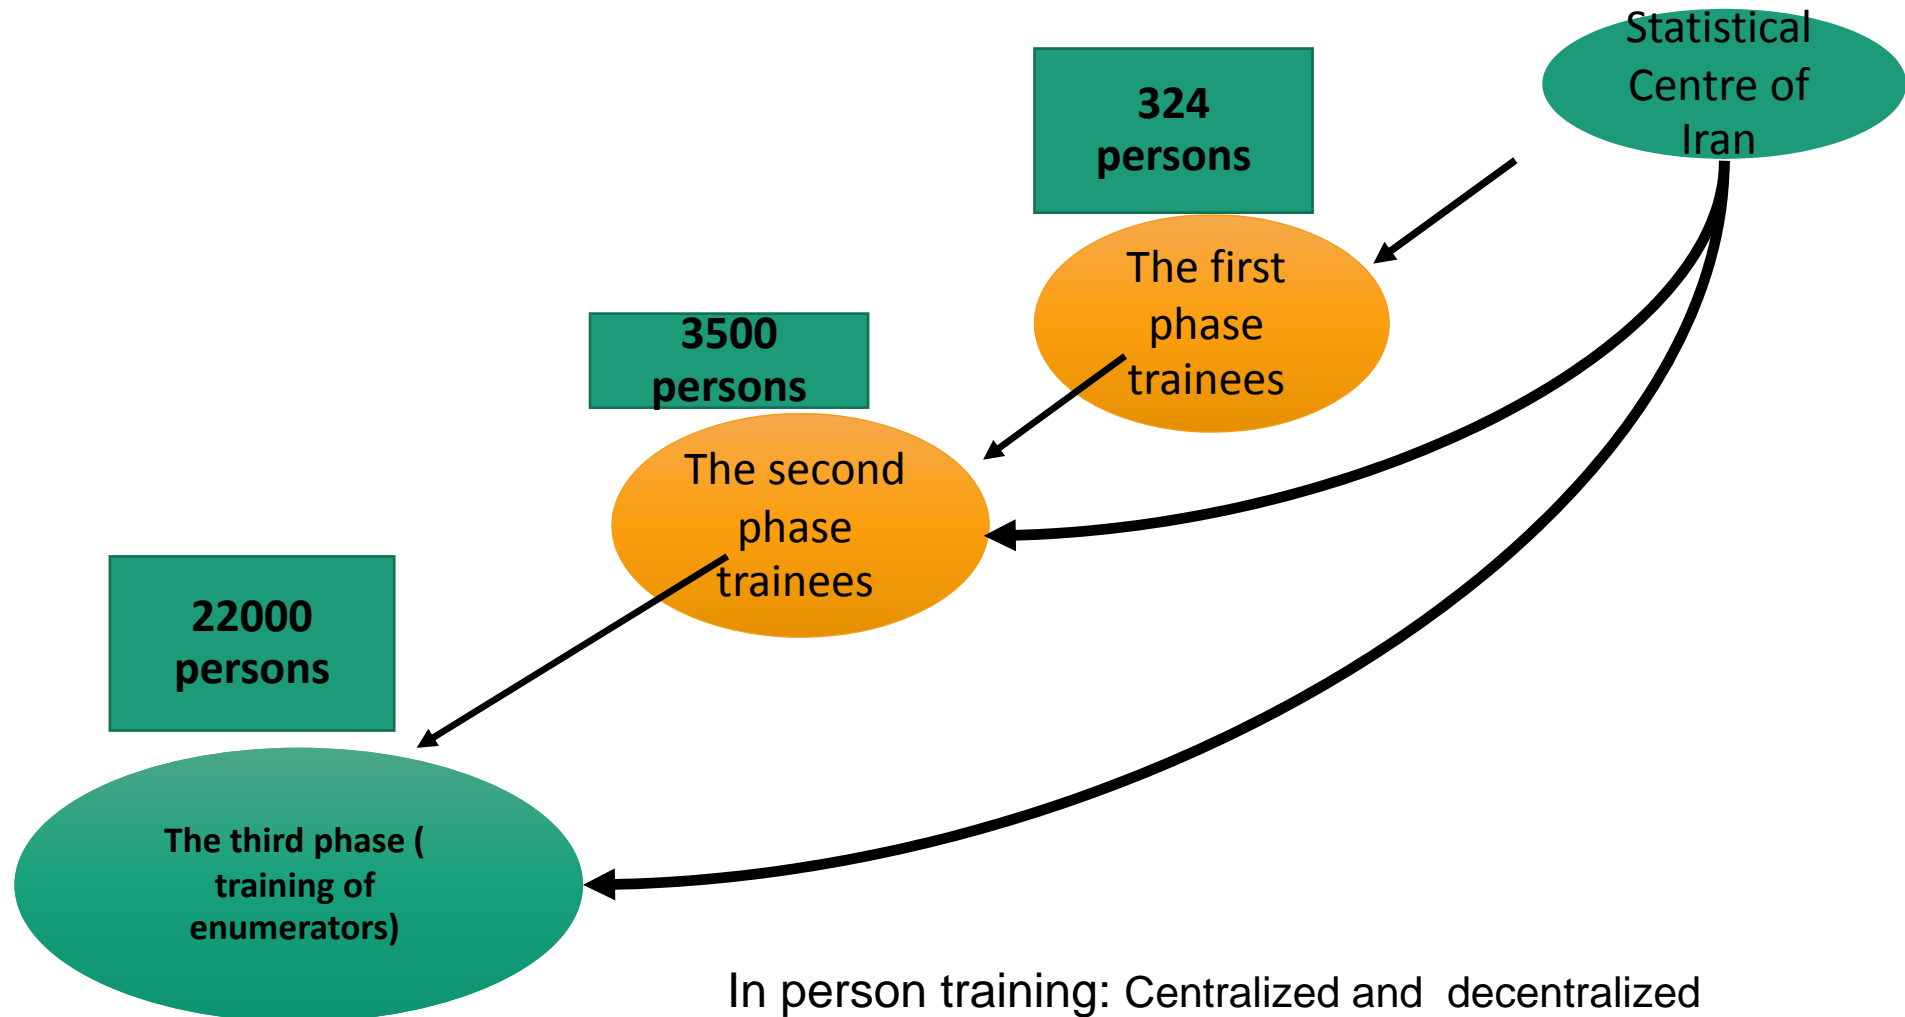 Statistical
Centre of
Iran
324
persons
The first
phase
trainees
3500
persons
The second
phase
trainees
22000
persons
The third phase (
training of
enumerators)
In person training: Centralized and decentralized